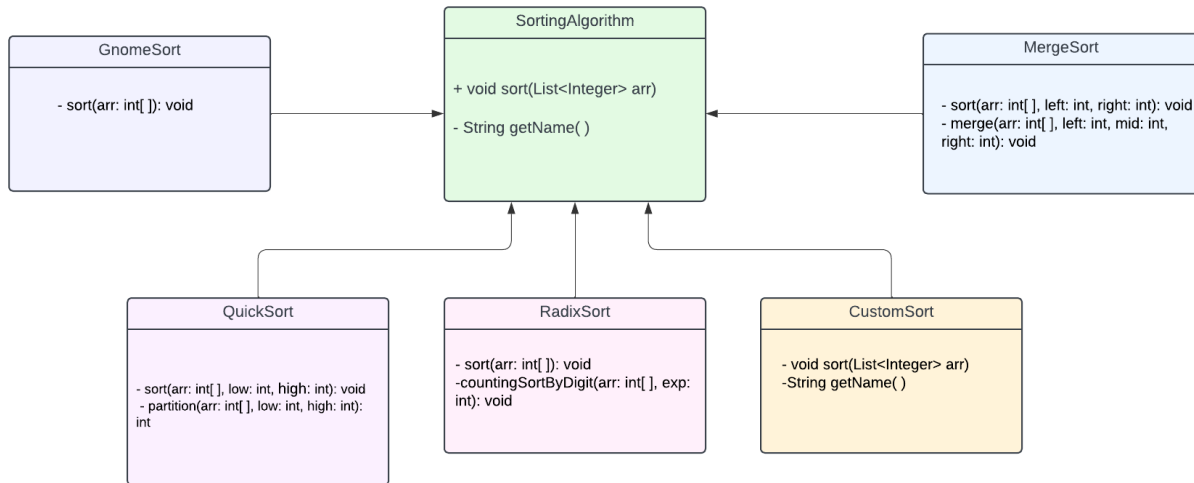 SortingAlgorithm
+ void sort(List<Integer> arr)
- String getName( )
GnomeSort
- sort(arr: int[ ]): void
MergeSort
- sort(arr: int[ ], left: int, right: int): void
- merge(arr: int[ ], left: int, mid: int,
right: int): void
QuickSort
- sort(arr: int[ ], low: int, high: int): void
- partition(arr: int[ ], low: int, high: int):
int
RadixSort
- sort(arr: int[ ]): void
-countingSortByDigit(arr: int[ ], exp:
int): void
CustomSort
- void sort(List<Integer> arr)
-String getName( )